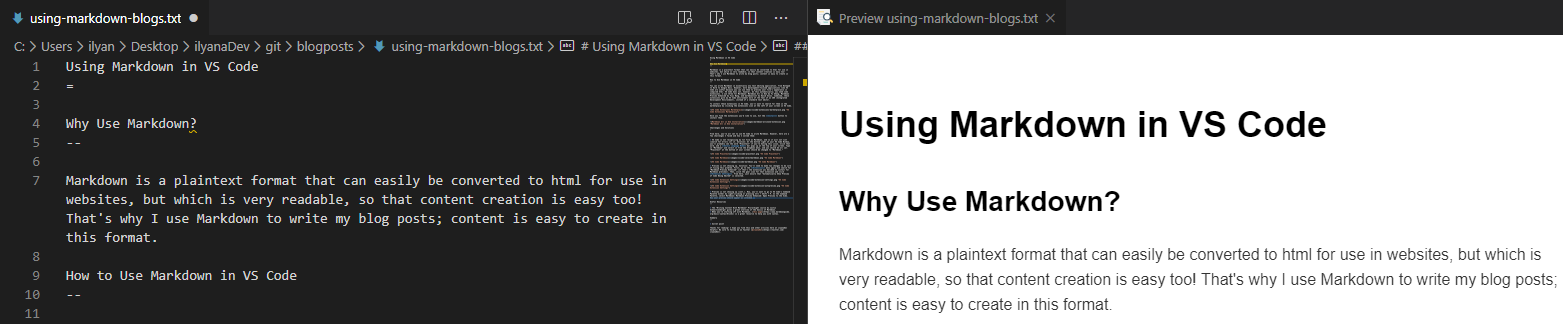 using-markdown-blogs.txt
C: > Users > ilyan > Desktop > ilyanaDev > git > blogposts > using-markdown-blogs.txt > # Using Markdown in VS Code > ##
1 Using Markdown in VS Code
2 =
3
4 Why Use Markdown?
5 --
6
7 Markdown is a plaintext format that can easily be converted to html for use in
websites, but which is very readable, so that content creation is easy too!
That's why I use Markdown to write my blog posts; content is easy to create in
this format.
8
9 How to Use Markdown in VS Code
10 --
11
Preview using-markdown-blogs.txt
Using Markdown in VS Code
Why Use Markdown?
Markdown is a plaintext format that can easily be converted to html for use in websites, but which is
very readable, so that content creation is easy too! That's why I use Markdown to write my blog posts;
content is easy to create in this format.